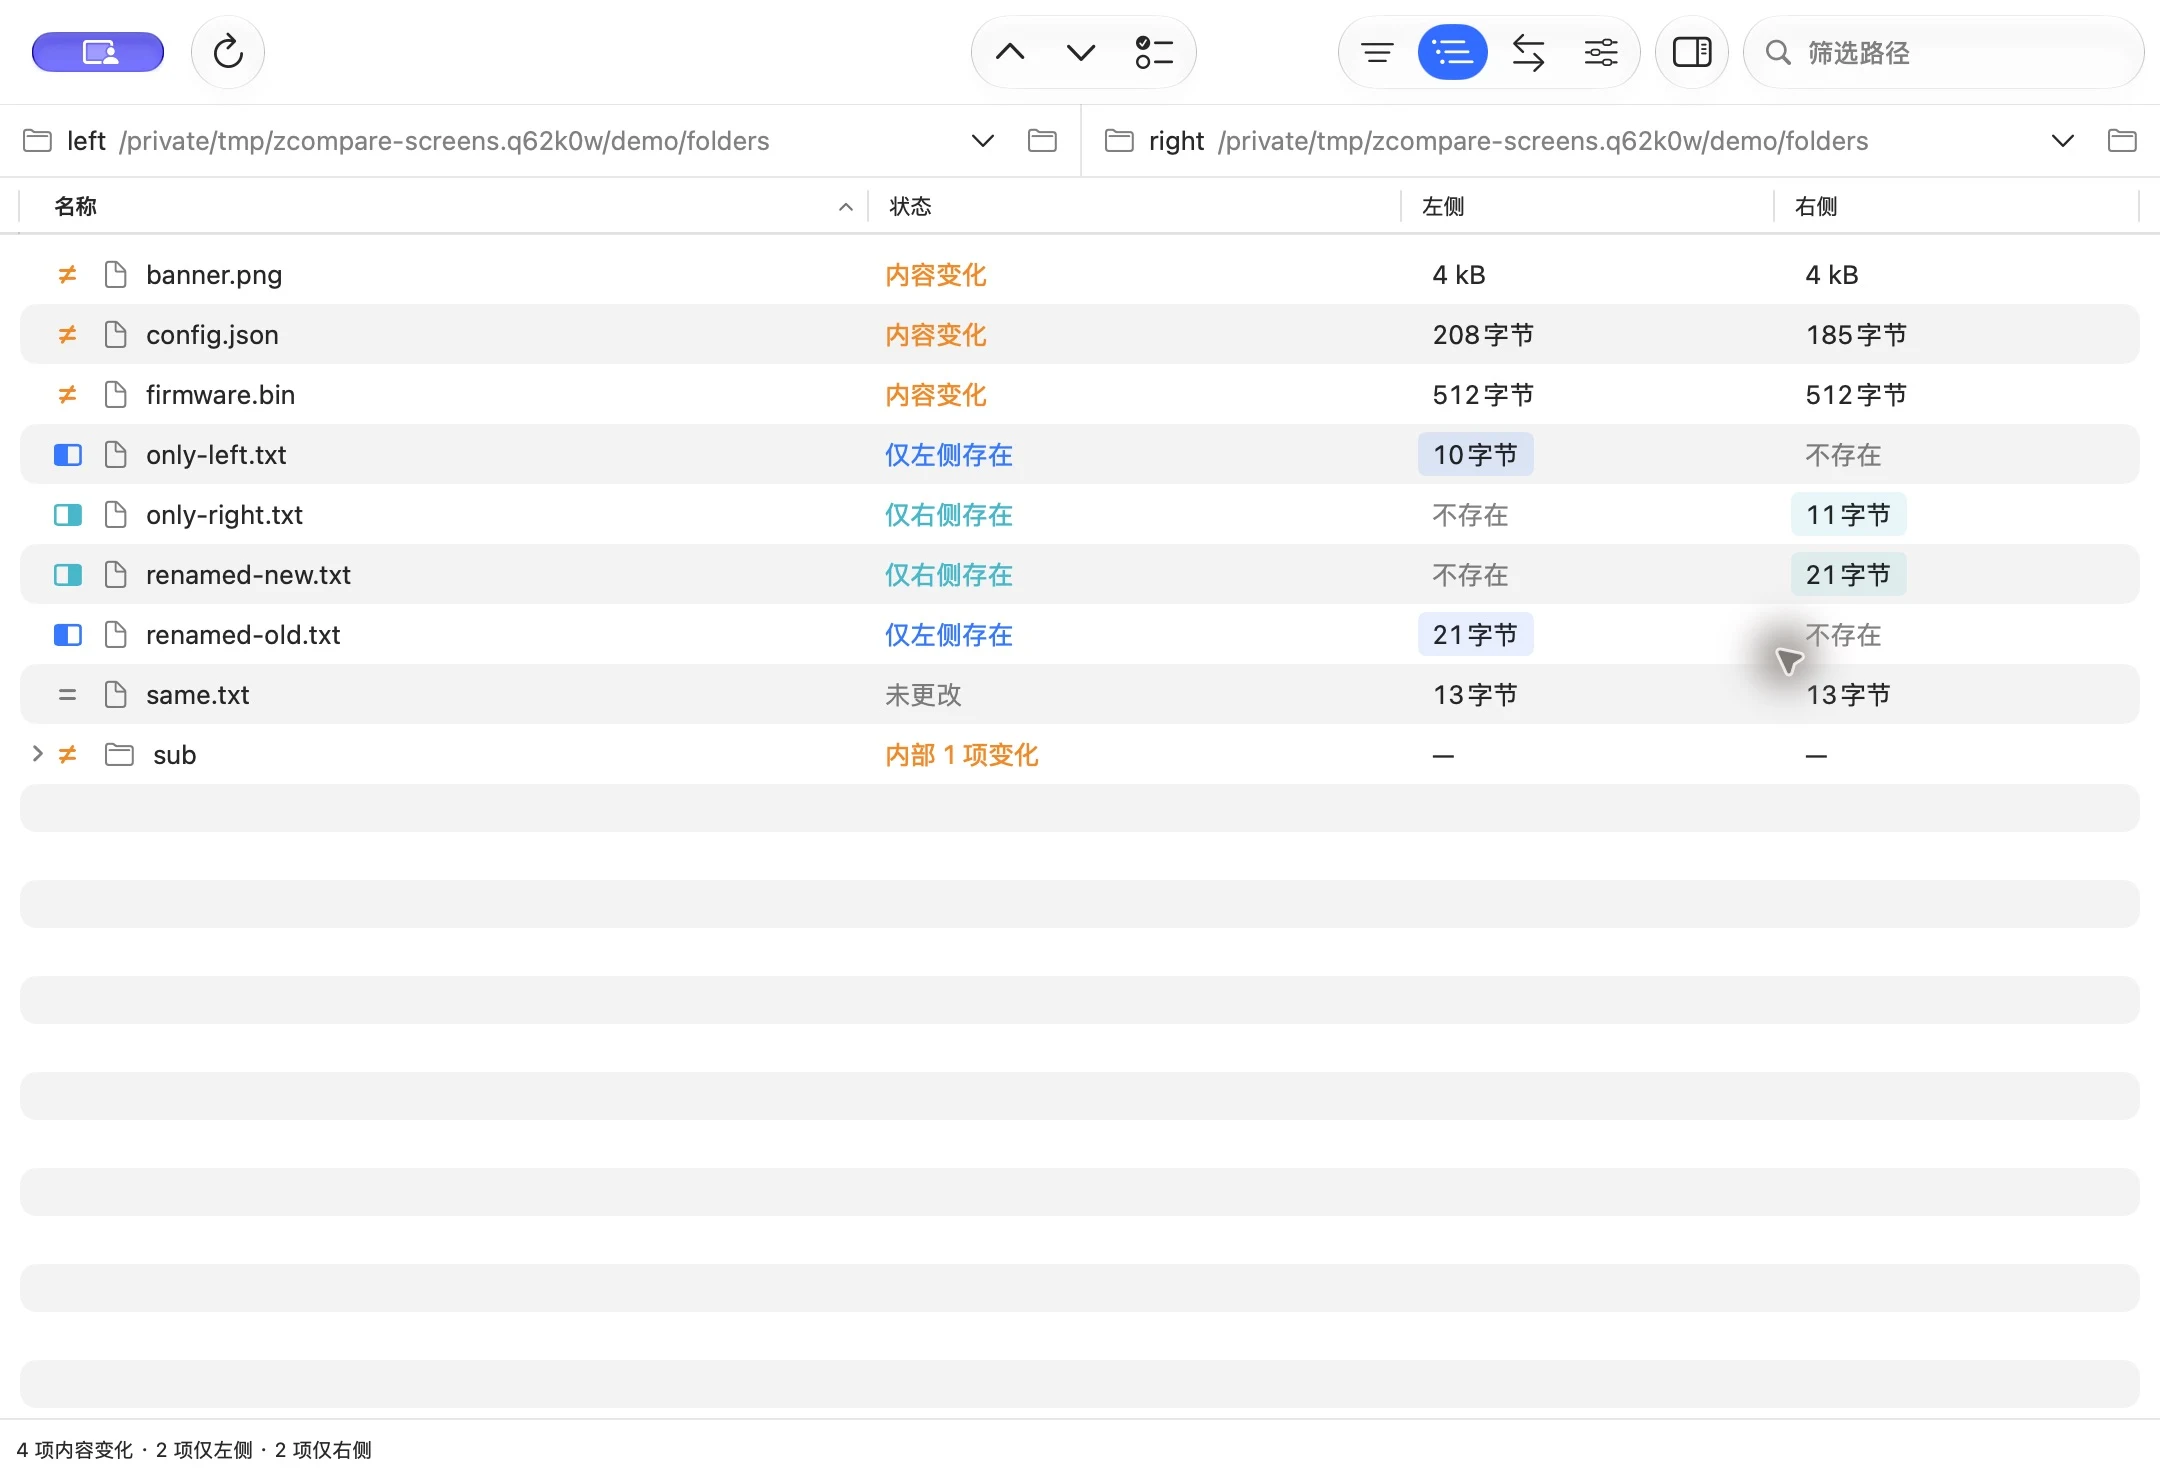 筛选路径
left /private/tmp/zcompare-screens.q62k0w/demo/folders
right /private/tmp/zcompare-screens.q62k0w/demo/folders
名称 状态 左侧 右侧
≠ banner.png 内容变化 4 kB 4 kB
≠ config.json 内容变化 208字节 185字节
≠ firmware.bin 内容变化 512字节 512字节
only-left.txt 仅左侧存在 10字节 不存在
only-right.txt 仅右侧存在 不存在 11字节
renamed-new.txt 仅右侧存在 不存在 21字节
renamed-old.txt 仅左侧存在 21字节 不存在
= same.txt 未更改 13字节 13字节
≠ sub 内部 1 项变化 — —
4 项内容变化 · 2 项仅左侧 · 2 项仅右侧